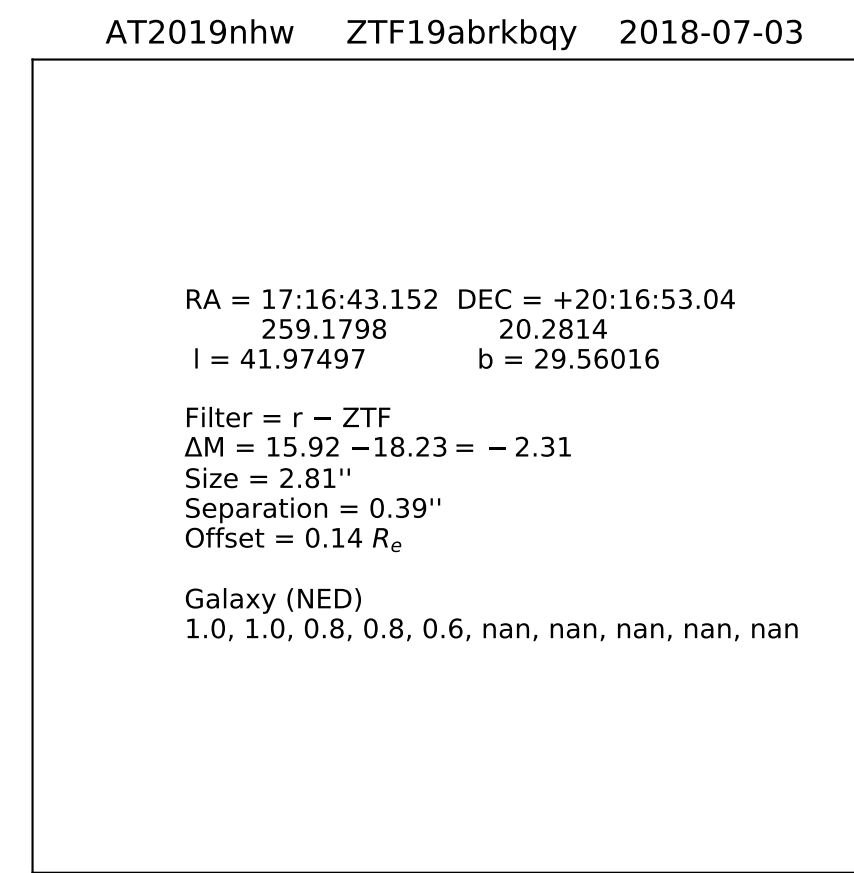 AT2019nhw ZTF19abrkbqy 2018-07-03
RA = 17:16:43.152 DEC = +20:16:53.04
259.1798 20.2814
l = 41.97497 b = 29.56016
Filter = r − ZTF
ΔM = 15.92 −18.23 = − 2.31
Size = 2.81''
Separation = 0.39''
Offset = 0.14 Re
Galaxy (NED)
1.0, 1.0, 0.8, 0.8, 0.6, nan, nan, nan, nan, nan